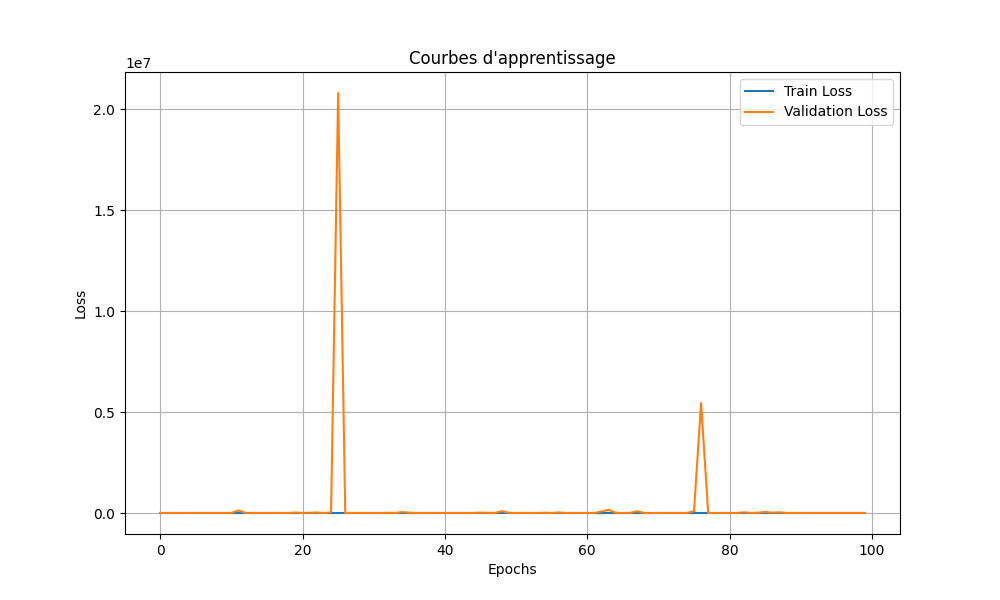 Courbes d'apprentissage
1e7
Train Loss
Validation Loss
2.0
1.5
1.0
0.5
0.0
Loss
0 20 40 60 80 100
Epochs